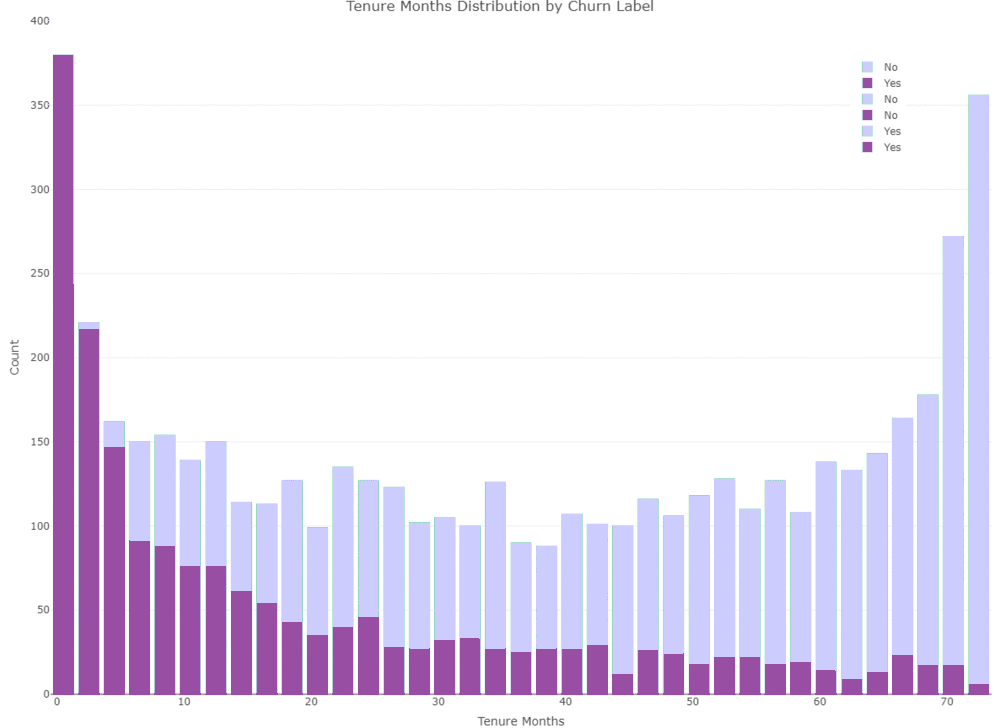 Tenure Months Distribution by Churn Label
400
350
300
250
200
150
100
50
0
Count
No
Yes
No
No
Yes
Yes
0 10 20 30 40 50 60 70
Tenure Months